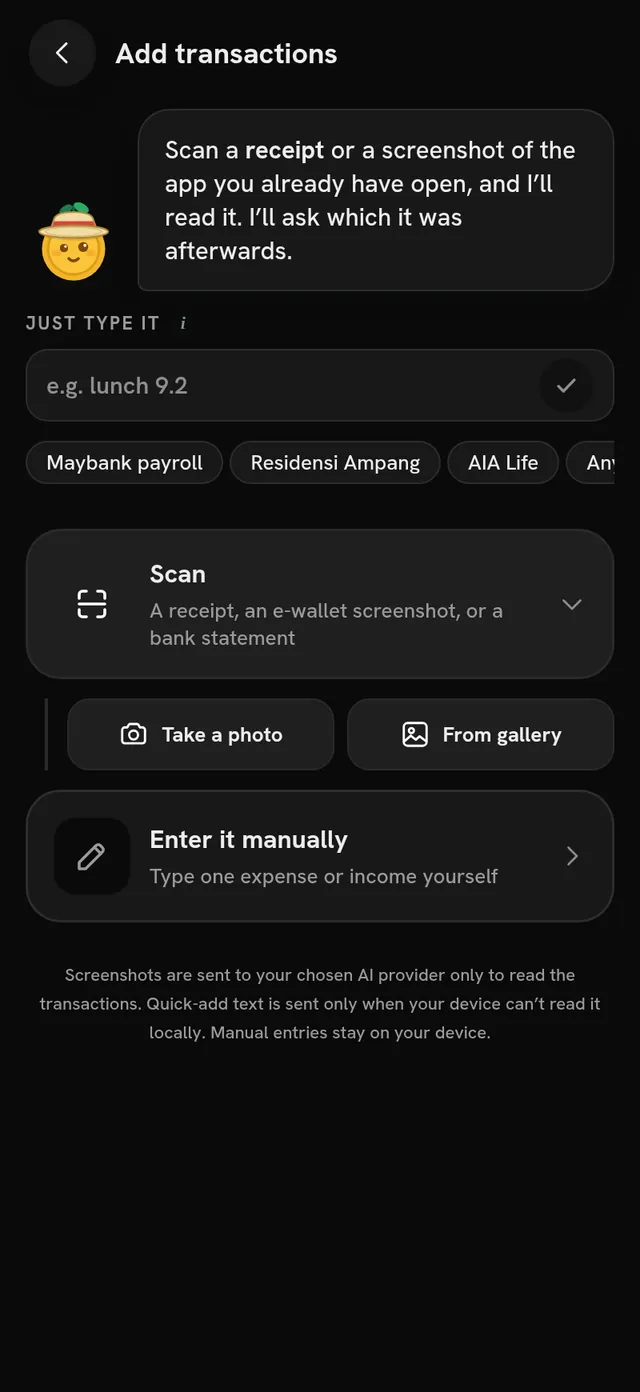 Add transactions
Scan a receipt or a screenshot of the
app you already have open, and I’ll
read it. I’ll ask which it was
afterwards.
JUST TYPE IT i
e.g. lunch 9.2
Maybank payroll Residensi Ampang AIA Life
Scan
A receipt, an e-wallet screenshot, or a
bank statement
Take a photo From gallery
Enter it manually
Type one expense or income yourself
Screenshots are sent to your chosen AI provider only to read the
transactions. Quick-add text is sent only when your device can’t read it
locally. Manual entries stay on your device.